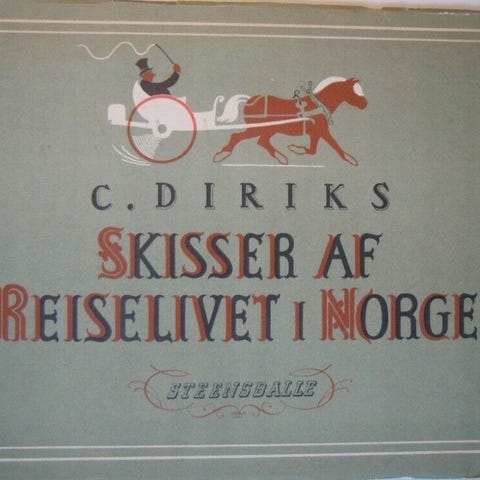 C. DIRIKS
SKISSER AF
REISELIVET I NORGE
STEENSBALLE